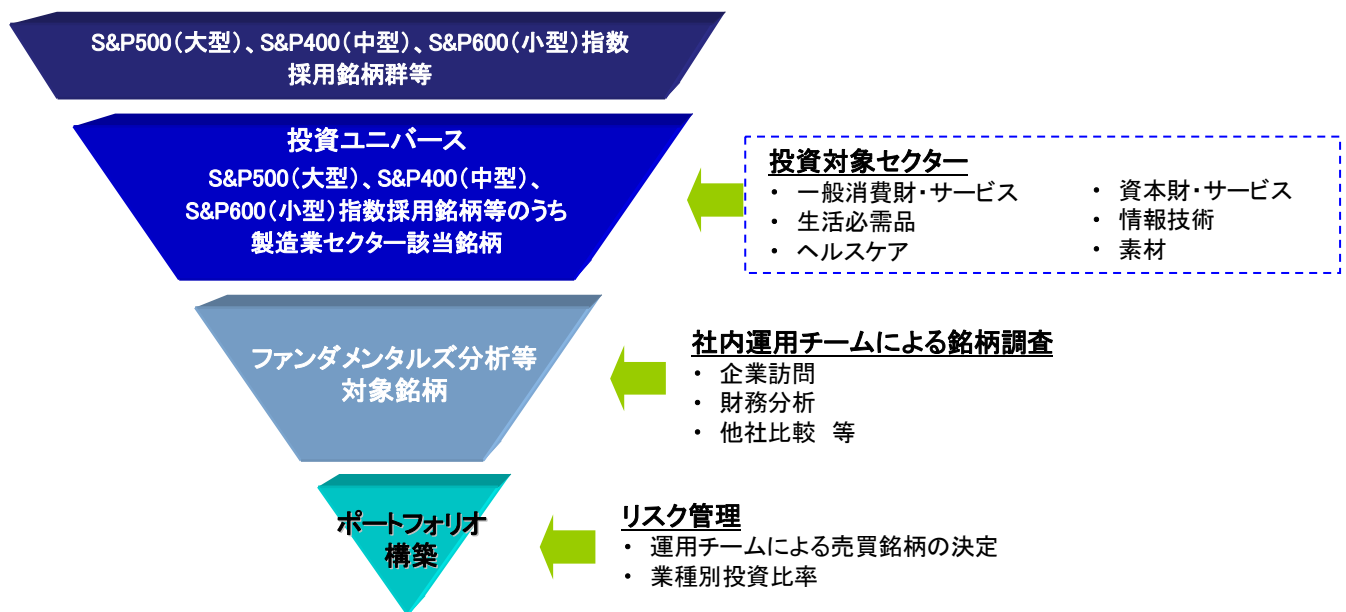 S&P500(大型)、S&P400(中型)、S&P600(小型)指数
採用銘柄群等
投資ユニバース
S&P500(大型)、S&P400(中型)、
S&P600(小型)指数採用銘柄等のうち
製造業セクター該当銘柄
投資対象セクター
・ 一般消費財・サービス
・ 生活必需品
・ ヘルスケア
・ 資本財・サービス
・ 情報技術
・ 素材
ファンダメンタルズ分析等
対象銘柄
社内運用チームによる銘柄調査
・ 企業訪問
・ 財務分析
・ 他社比較 等
ポートフォリオ
構築
リスク管理
・ 運用チームによる売買銘柄の決定
・ 業種別投資比率